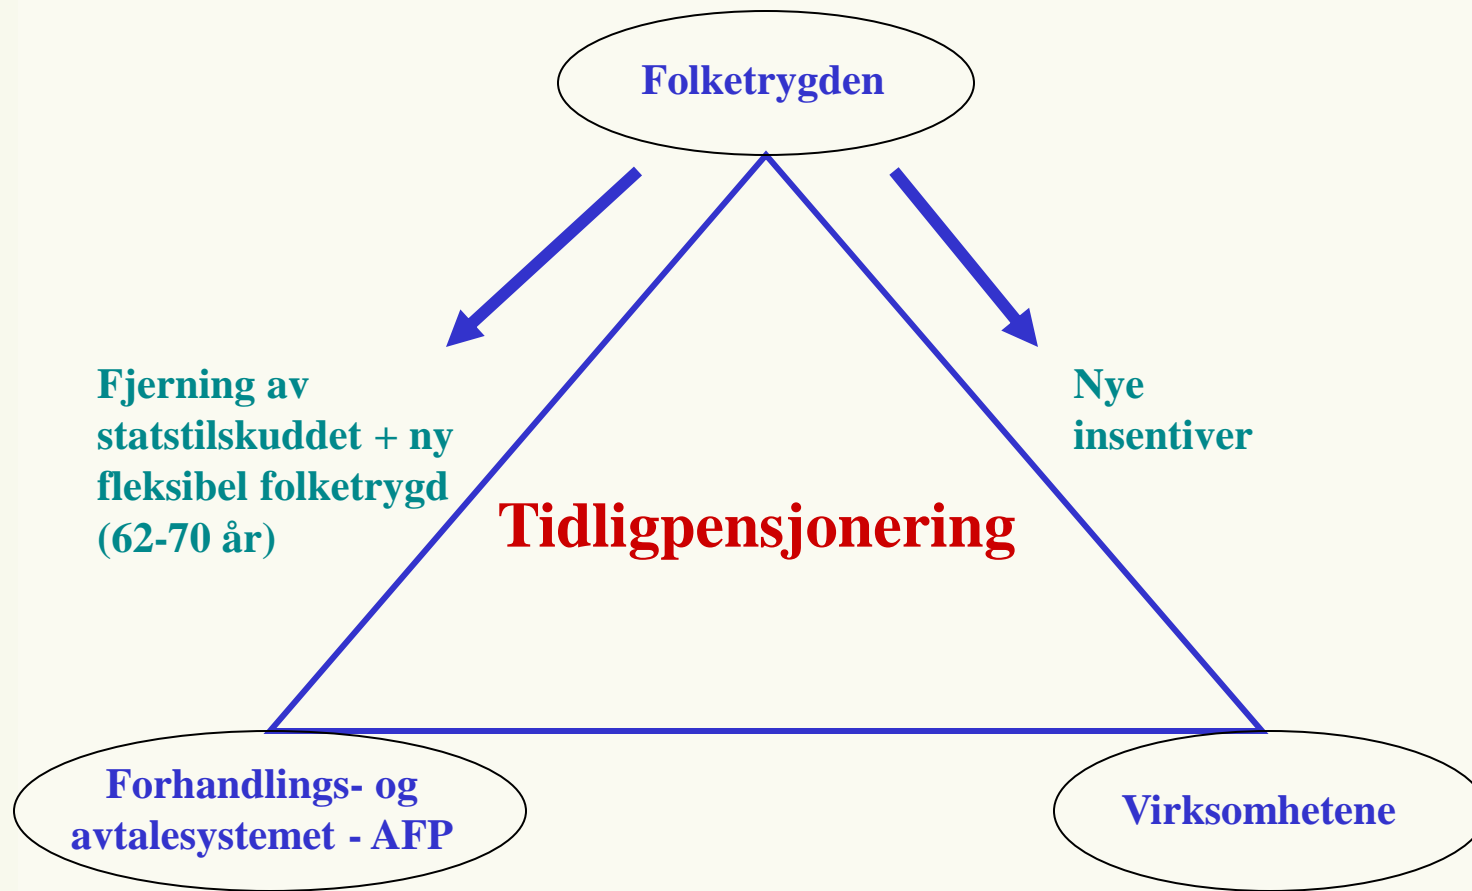 Folketrygden
Fjerning av
statstilskuddet + ny
fleksibel folketrygd
(62-70 år)
Nye
insentiver
Tidligpensjonering
Forhandlings- og
avtalesystemet - AFP
Virksomhetene